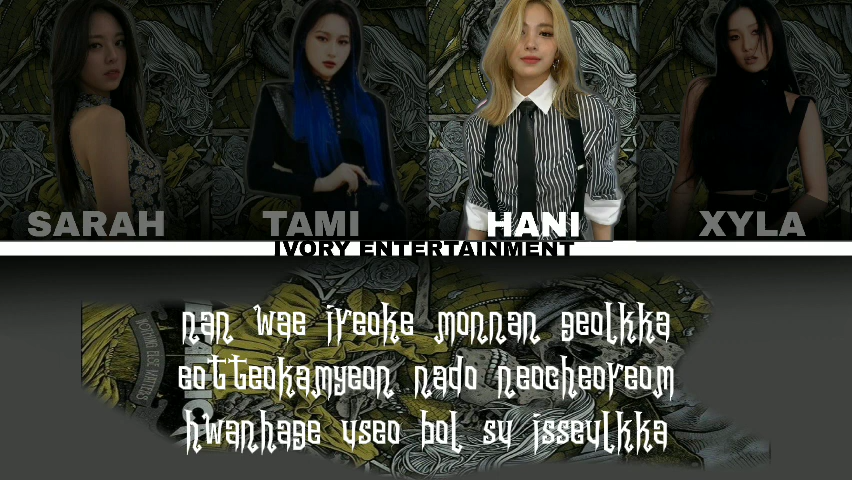 SARAH TAMI HANI XYLA
IVORY ENTERTAINMENT
nan wae ireoke monnan geolkka
eotteokamyeon nado neocheoreom
hwanhage useo bol su isseulkka